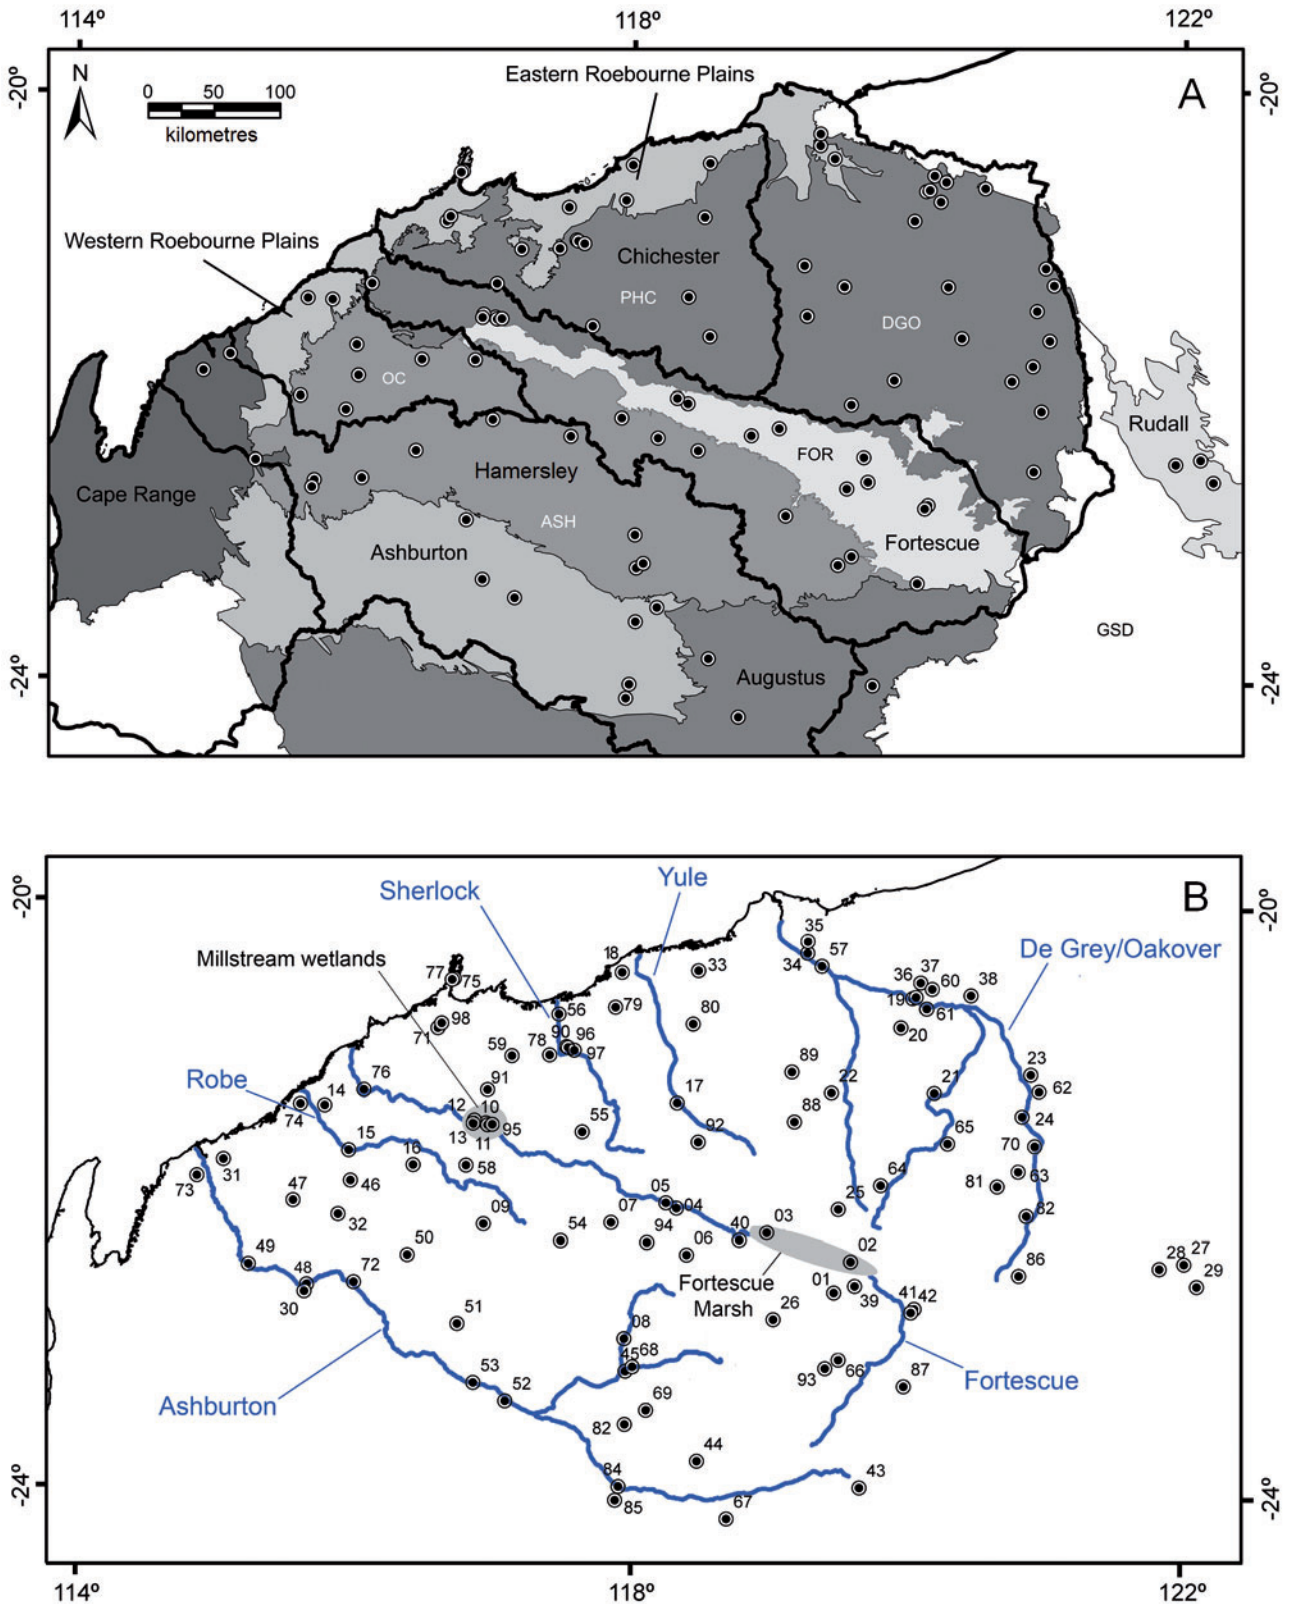 114º 118º 122º
-20º
-20º
N
0 50 100
kilometres
Eastern Roebourne Plains
A
Western Roebourne Plains
Chichester
PHC
DGO
OC
Rudall
FOR
Hamersley
Cape Range
ASH
Ashburton
Fortescue
GSD
-24º
-24º
Augustus
-20º
-20º
B
Sherlock
Yule
De Grey/Oakover
Millstream wetlands
35
57
34
18
33
36 37
60
38
77 75
19
61
79
56
80
20
98
71
90 96
97
59 78
89
23
22
62
21
Robe
76
91
14
12 10
17
24
74
13 11 95
55
92
88
65
70
15
16
58
31
73
47
46
64
63
81
05
04
25
82
32
09
07
54
94
06
40
03
02
50
86
28 27
29
49
48
30
72
Fortescue
Marsh
01
39
41 42
26
51
08
45 68
66
93
87
53
52
Ashburton
69
82
Fortescue
44
84
85
67
43
-24º
-24º
114º 118º 122º